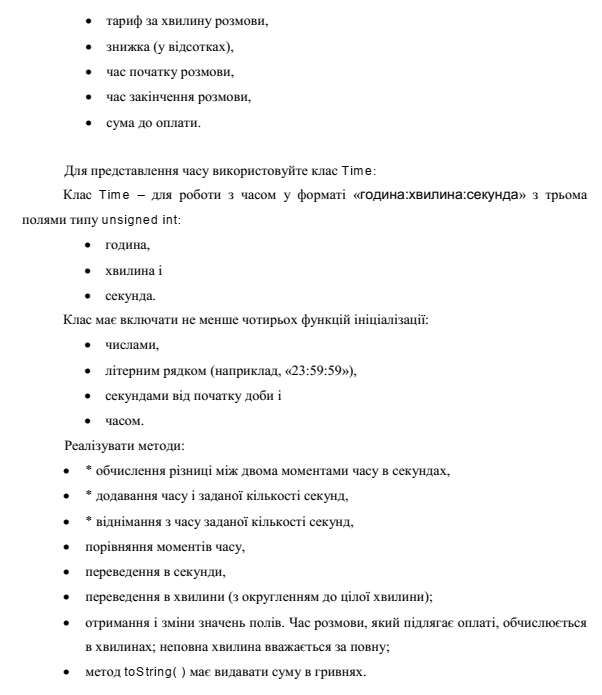 • тариф за хвилину розмови,
• знижка (у відсотках),
• час початку розмови,
• час закінчення розмови,
• сума до оплати.
Для представлення часу використовуйте клас Time:
Клас Time – для роботи з часом у форматі «година:хвилина:секунда» з трьома
полями типу unsigned int:
• година,
• хвилина і
• секунда.
Клас має включати не менше чотирьох функцій ініціалізації:
• числами,
• літерним рядком (наприклад, «23:59:59»),
• секундами від початку доби і
• часом.
Реалізувати методи:
• * обчислення різниці між двома моментами часу в секундах,
• * додавання часу і заданої кількості секунд,
• * віднімання з часу заданої кількості секунд,
• порівняння моментів часу,
• переведення в секунди,
• переведення в хвилини (з округленням до цілої хвилини);
• отримання і зміни значень полів. Час розмови, який підлягає оплаті, обчислюється
в хвилинах; неповна хвилина вважається за повну;
• метод toString( ) має видавати суму в гривнях.